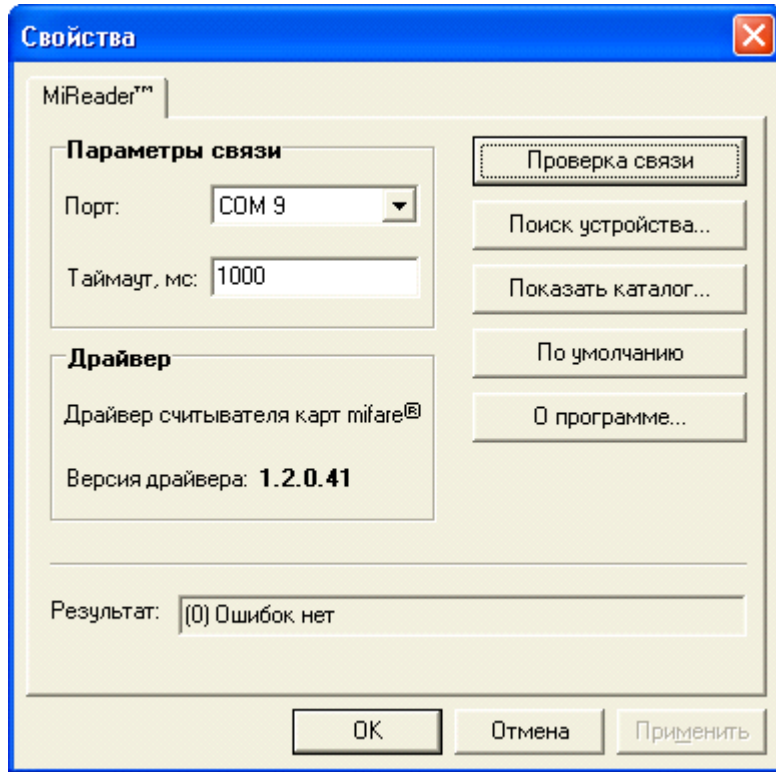 Свойства
MiReader™
Параметры связи
Порт: COM 9
Таймаут, мс: 1000
Проверка связи
Поиск устройства...
Показать каталог...
По умолчанию
О программе...
Драйвер
Драйвер считывателя карт mifare®
Версия драйвера: 1.2.0.41
Результат: (0) Ошибок нет
OK Отмена Применить